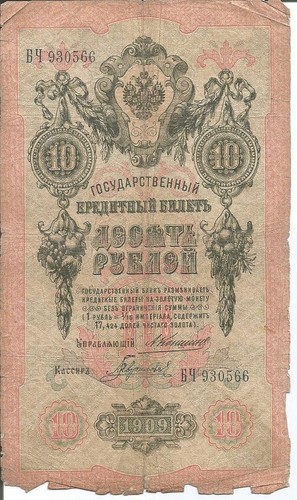 БЧ 930566
10 10
ГОСУДАРСТВЕННЫЙ
КРЕДИТНЫЙ БИЛЕТЪ
ДЕСЯТЬ
РУБЛЕЙ
ГОСУДАРСТВЕННЫЙ БАНКЪ РАЗМѢНИВАЕТЪ
КРЕДИТНЫЕ БИЛЕТЫ НА ЗОЛОТУЮ МОНЕТУ
БЕЗЪ ОГРАНИЧЕНІЯ СУММЫ
(1 РУБЛЬ = 1/15 ИМПЕРІАЛА, СОДЕРЖИТЪ
17,424 ДОЛЕЙ ЧИСТАГО ЗОЛОТА).
Управляющій
Кассиръ
БЧ 930566
10 1909 10